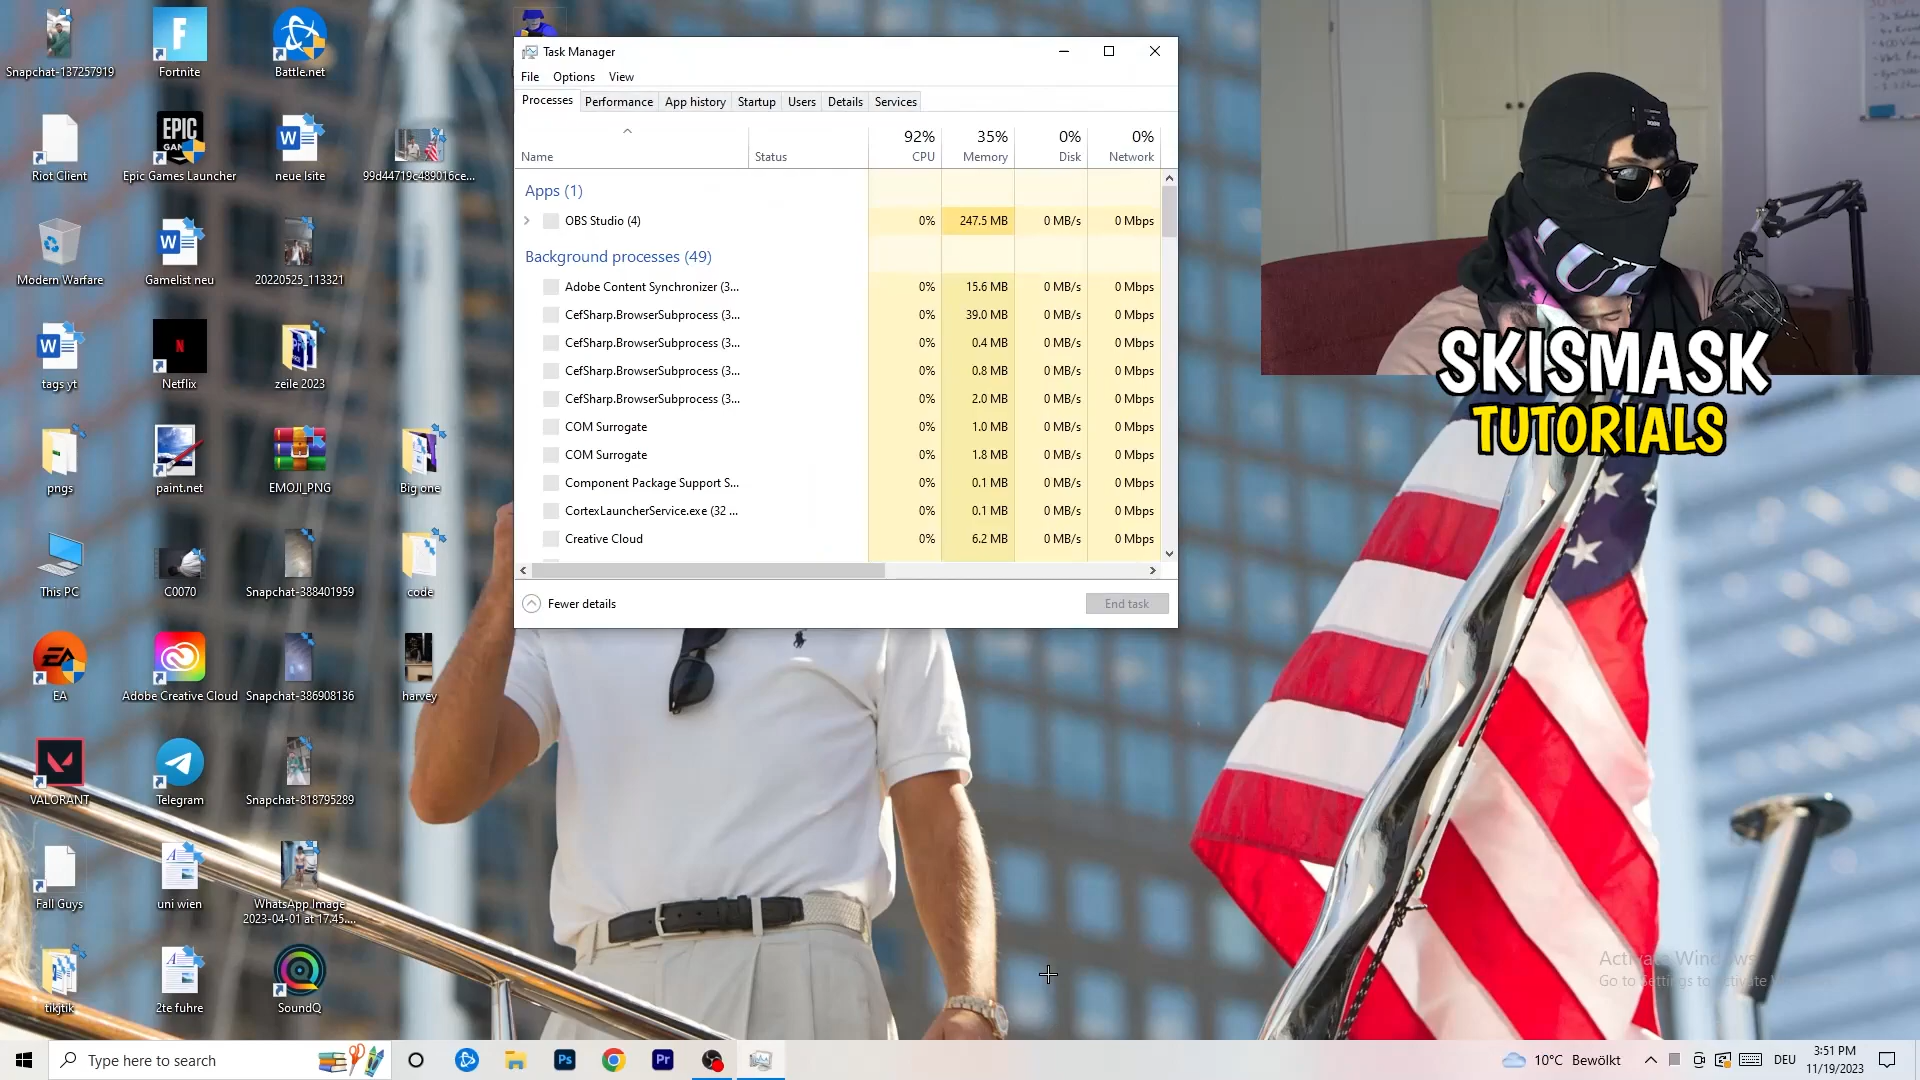 Snapchat-137257919
Fortnite
Battle.net
Riot Client
EPIC
Epic Games Launcher
neue lsite
99d44719c489016ce...
Modern Warfare
Gamelist neu
20220525_113321
tags yt
Netflix
zeile 2023
pngs
paint.net
EMOJI_PNG
Big one
This PC
C0070
Snapchat-388401959
code
EA
Adobe Creative Cloud
Snapchat-386908136
harvey
VALORANT
Telegram
Snapchat-818795289
Fall Guys
uni wien
WhatsApp Image
2023-04-01 at 17.45....
tikjtik
2te fuhre
SoundQ
Task Manager
File Options View
Processes Performance App history Startup Users Details Services
92% 35% 0% 0%
Name Status CPU Memory Disk Network
Apps (1)
OBS Studio (4) 0% 247.5 MB 0 MB/s 0 Mbps
Background processes (49)
Adobe Content Synchronizer (3... 0% 15.6 MB 0 MB/s 0 Mbps
CefSharp.BrowserSubprocess (3... 0% 39.0 MB 0 MB/s 0 Mbps
CefSharp.BrowserSubprocess (3... 0% 0.4 MB 0 MB/s 0 Mbps
CefSharp.BrowserSubprocess (3... 0% 0.8 MB 0 MB/s 0 Mbps
CefSharp.BrowserSubprocess (3... 0% 2.0 MB 0 MB/s 0 Mbps
COM Surrogate 0% 1.0 MB 0 MB/s 0 Mbps
COM Surrogate 0% 1.8 MB 0 MB/s 0 Mbps
Component Package Support S... 0% 0.1 MB 0 MB/s 0 Mbps
CortexLauncherService.exe (32 ... 0% 0.1 MB 0 MB/s 0 Mbps
Creative Cloud 0% 6.2 MB 0 MB/s 0 Mbps
Fewer details End task
SKISMASK
TUTORIALS
Activate Windows
Go to Settings to activate
Type here to search
Ps
Pr
10°C Bewölkt
DEU
3:51 PM
11/19/2023